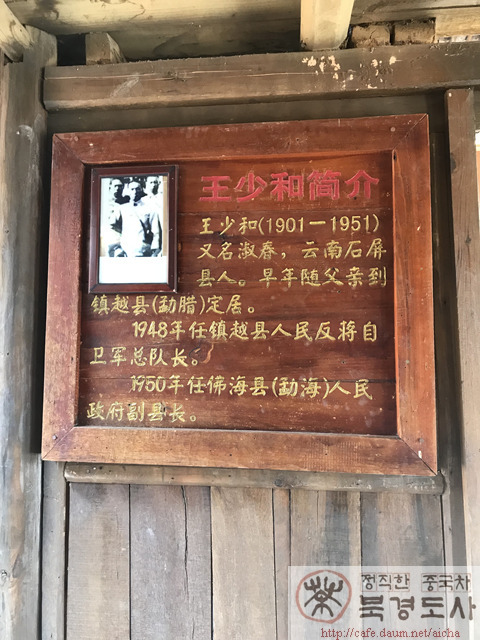 王少和简介
王少和(1901－1951)
又名淑春，云南石屏
县人。早年随父亲到
镇越县(勐腊)定居。
1948年任镇越县人民反蒋自
卫军总队长。
1950年任佛海县(勐海)人民
政府副县长。
정직한 중국차
茶
북경도사
http://cafe.daum.net/aicha